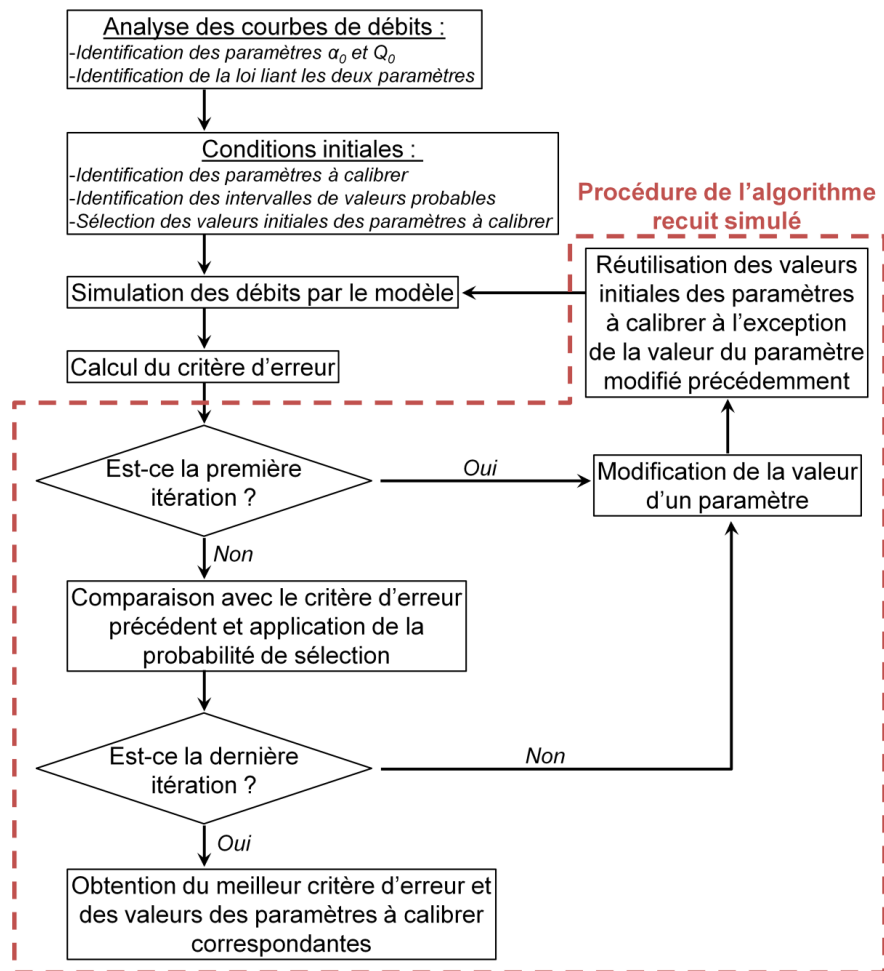 Analyse des courbes de débits :
-Identification des paramètres α₀ et Q₀
-Identification de la loi liant les deux paramètres
Conditions initiales :
-Identification des paramètres à calibrer
-Identification des intervalles de valeurs probables
-Sélection des valeurs initiales des paramètres à calibrer
Procédure de l’algorithme
recuit simulé
Simulation des débits par le modèle
Réutilisation des valeurs
initiales des paramètres
à calibrer à l’exception
de la valeur du paramètre
modifié précédemment
Calcul du critère d’erreur
Est-ce la première
itération ?
Oui
Modification de la valeur
d’un paramètre
Non
Comparaison avec le critère d’erreur
précédent et application de la
probabilité de sélection
Est-ce la dernière
itération ?
Non
Oui
Obtention du meilleur critère d’erreur et
des valeurs des paramètres à calibrer
correspondantes